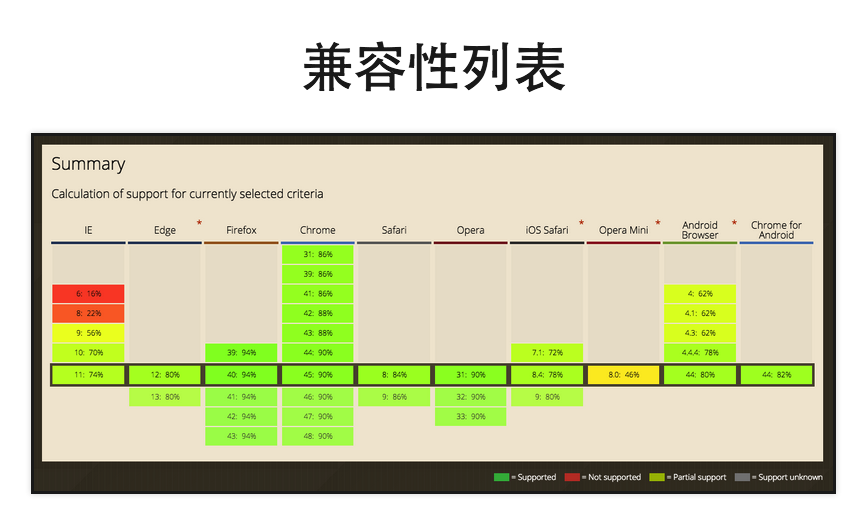 兼容性列表
Summary
Calculation of support for currently selected criteria
IE Edge * Firefox Chrome Safari Opera iOS Safari * Opera Mini * Android Browser * Chrome for Android
31: 86%
39: 86%
6: 16% 41: 86% 4: 62%
8: 22% 42: 88% 4.1: 62%
9: 56% 43: 88% 4.3: 62%
10: 70% 39: 94% 44: 90% 7.1: 72% 4.4.4: 78%
11: 74% 12: 80% 40: 94% 45: 90% 8: 84% 31: 90% 8.4: 78% 8.0: 46% 44: 80% 44: 82%
13: 80% 41: 94% 46: 90% 9: 86% 32: 90% 9: 80%
42: 94% 47: 90% 33: 90%
43: 94% 48: 90%
= Supported = Not supported = Partial support = Support unknown